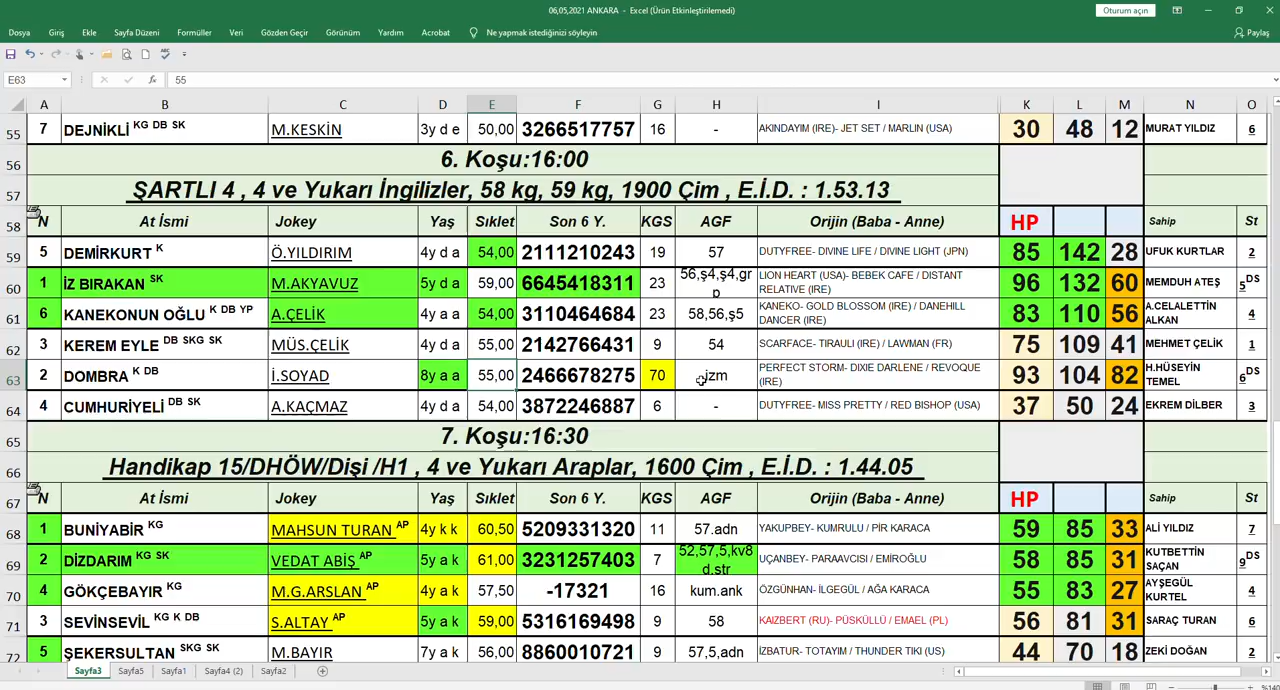 06,05,2021 ANKARA - Excel (Ürün Etkinleştirilemedi)
Oturum açın
Dosya Giriş Ekle Sayfa Düzeni Formüller Veri Gözden Geçir Görünüm Yardım Acrobat Ne yapmak istediğinizi söyleyin Paylaş
E63 fx 55
A B C D E F G H I K L M N O
55 7 DEJNİKLİ KG DB SK M.KESKİN 3y d e 50,00 3266517757 16 - AKINDAYIM (IRE)- JET SET / MARLIN (USA) 30 48 12 MURAT YILDIZ 6
56 6. Koşu:16:00
57 ŞARTLI 4 , 4 ve Yukarı İngilizler, 58 kg, 59 kg, 1900 Çim , E.İ.D. : 1.53.13
58 N At İsmi Jokey Yaş Sıklet Son 6 Y. KGS AGF Orijin (Baba - Anne) HP Sahip St
59 5 DEMİRKURT K Ö.YILDIRIM 4y d a 54,00 2111210243 19 57 DUTYFREE- DIVINE LIFE / DIVINE LIGHT (JPN) 85 142 28 UFUK KURTLAR 2
60 1 İZ BIRAKAN SK M.AKYAVUZ 5y d a 59,00 6645418311 23 56,ş4,ş4,grp LION HEART (USA)- BEBEK CAFE / DISTANT RELATIVE (IRE) 96 132 60 MEMDUH ATEŞ 5 DS
61 6 KANEKONUN OĞLU K DB YP A.ÇELİK 4y a a 54,00 3110464684 23 58,56,ş5 KANEKO- GOLD BLOSSOM (IRE) / DANEHILL DANCER (IRE) 83 110 56 A.CELALETTİN ALKAN 4
62 3 KEREM EYLE DB SKG SK MÜS.ÇELİK 4y a a 55,00 2142766431 9 54 SCARFACE- TIRAULI (IRE) / LAWMAN (FR) 75 109 41 MEHMET ÇELİK 1
63 2 DOMBRA K DB İ.SOYAD 8y a a 55,00 2466678275 70 jzm PERFECT STORM- DIXIE DARLENE / REVOQUE (IRE) 93 104 82 H.HÜSEYİN TEMEL 6 DS
64 4 CUMHURİYELİ DB SK A.KAÇMAZ 4y d a 54,00 3872246887 6 - DUTYFREE- MISS PRETTY / RED BISHOP (USA) 37 50 24 EKREM DİLBER 3
65 7. Koşu:16:30
66 Handikap 15/DHÖW/Dişi /H1 , 4 ve Yukarı Araplar, 1600 Çim , E.İ.D. : 1.44.05
67 N At İsmi Jokey Yaş Sıklet Son 6 Y. KGS AGF Orijin (Baba - Anne) HP Sahip St
68 1 BUNİYABİR KG MAHSUN TURAN AP 4y k k 60,50 5209331320 11 57.adn YAKUPBEY- KUMRULU / PİR KARACA 59 85 33 ALİ YILDIZ 7
69 2 DİZDARIM KG SK VEDAT ABİŞ AP 5y a k 61,00 3231257403 7 52,57,5,kv8d,str UÇANBEY- PARAAVCISI / EMİROĞLU 58 85 31 KUTBETTİN SAÇAN 9 DS
70 4 GÖKÇEBAYIR KG M.G.ARSLAN AP 4y a k 57,50 -17321 16 kum.ank ÖZGÜNHAN- İLGEGÜL / AĞA KARACA 55 83 27 AYŞEGÜL KURTEL 4
71 3 SEVİNSEVİL KG K DB S.ALTAY AP 5y a k 59,00 5316169498 9 58 KAIZBERT (RU)- PÜSKÜLLÜ / EMAEL (PL) 56 81 31 SARAÇ TURAN 6
72 5 ŞEKERSULTAN SKG SK M.BAYIR 7y a k 56,00 8860010721 9 57,5,adn İZBATUR- TOTAYIM / THUNDER TIKI (US) 44 70 18 ZEKİ DOĞAN 2
Sayfa3 Sayfa5 Sayfa1 Sayfa4 (2) Sayfa2
%140